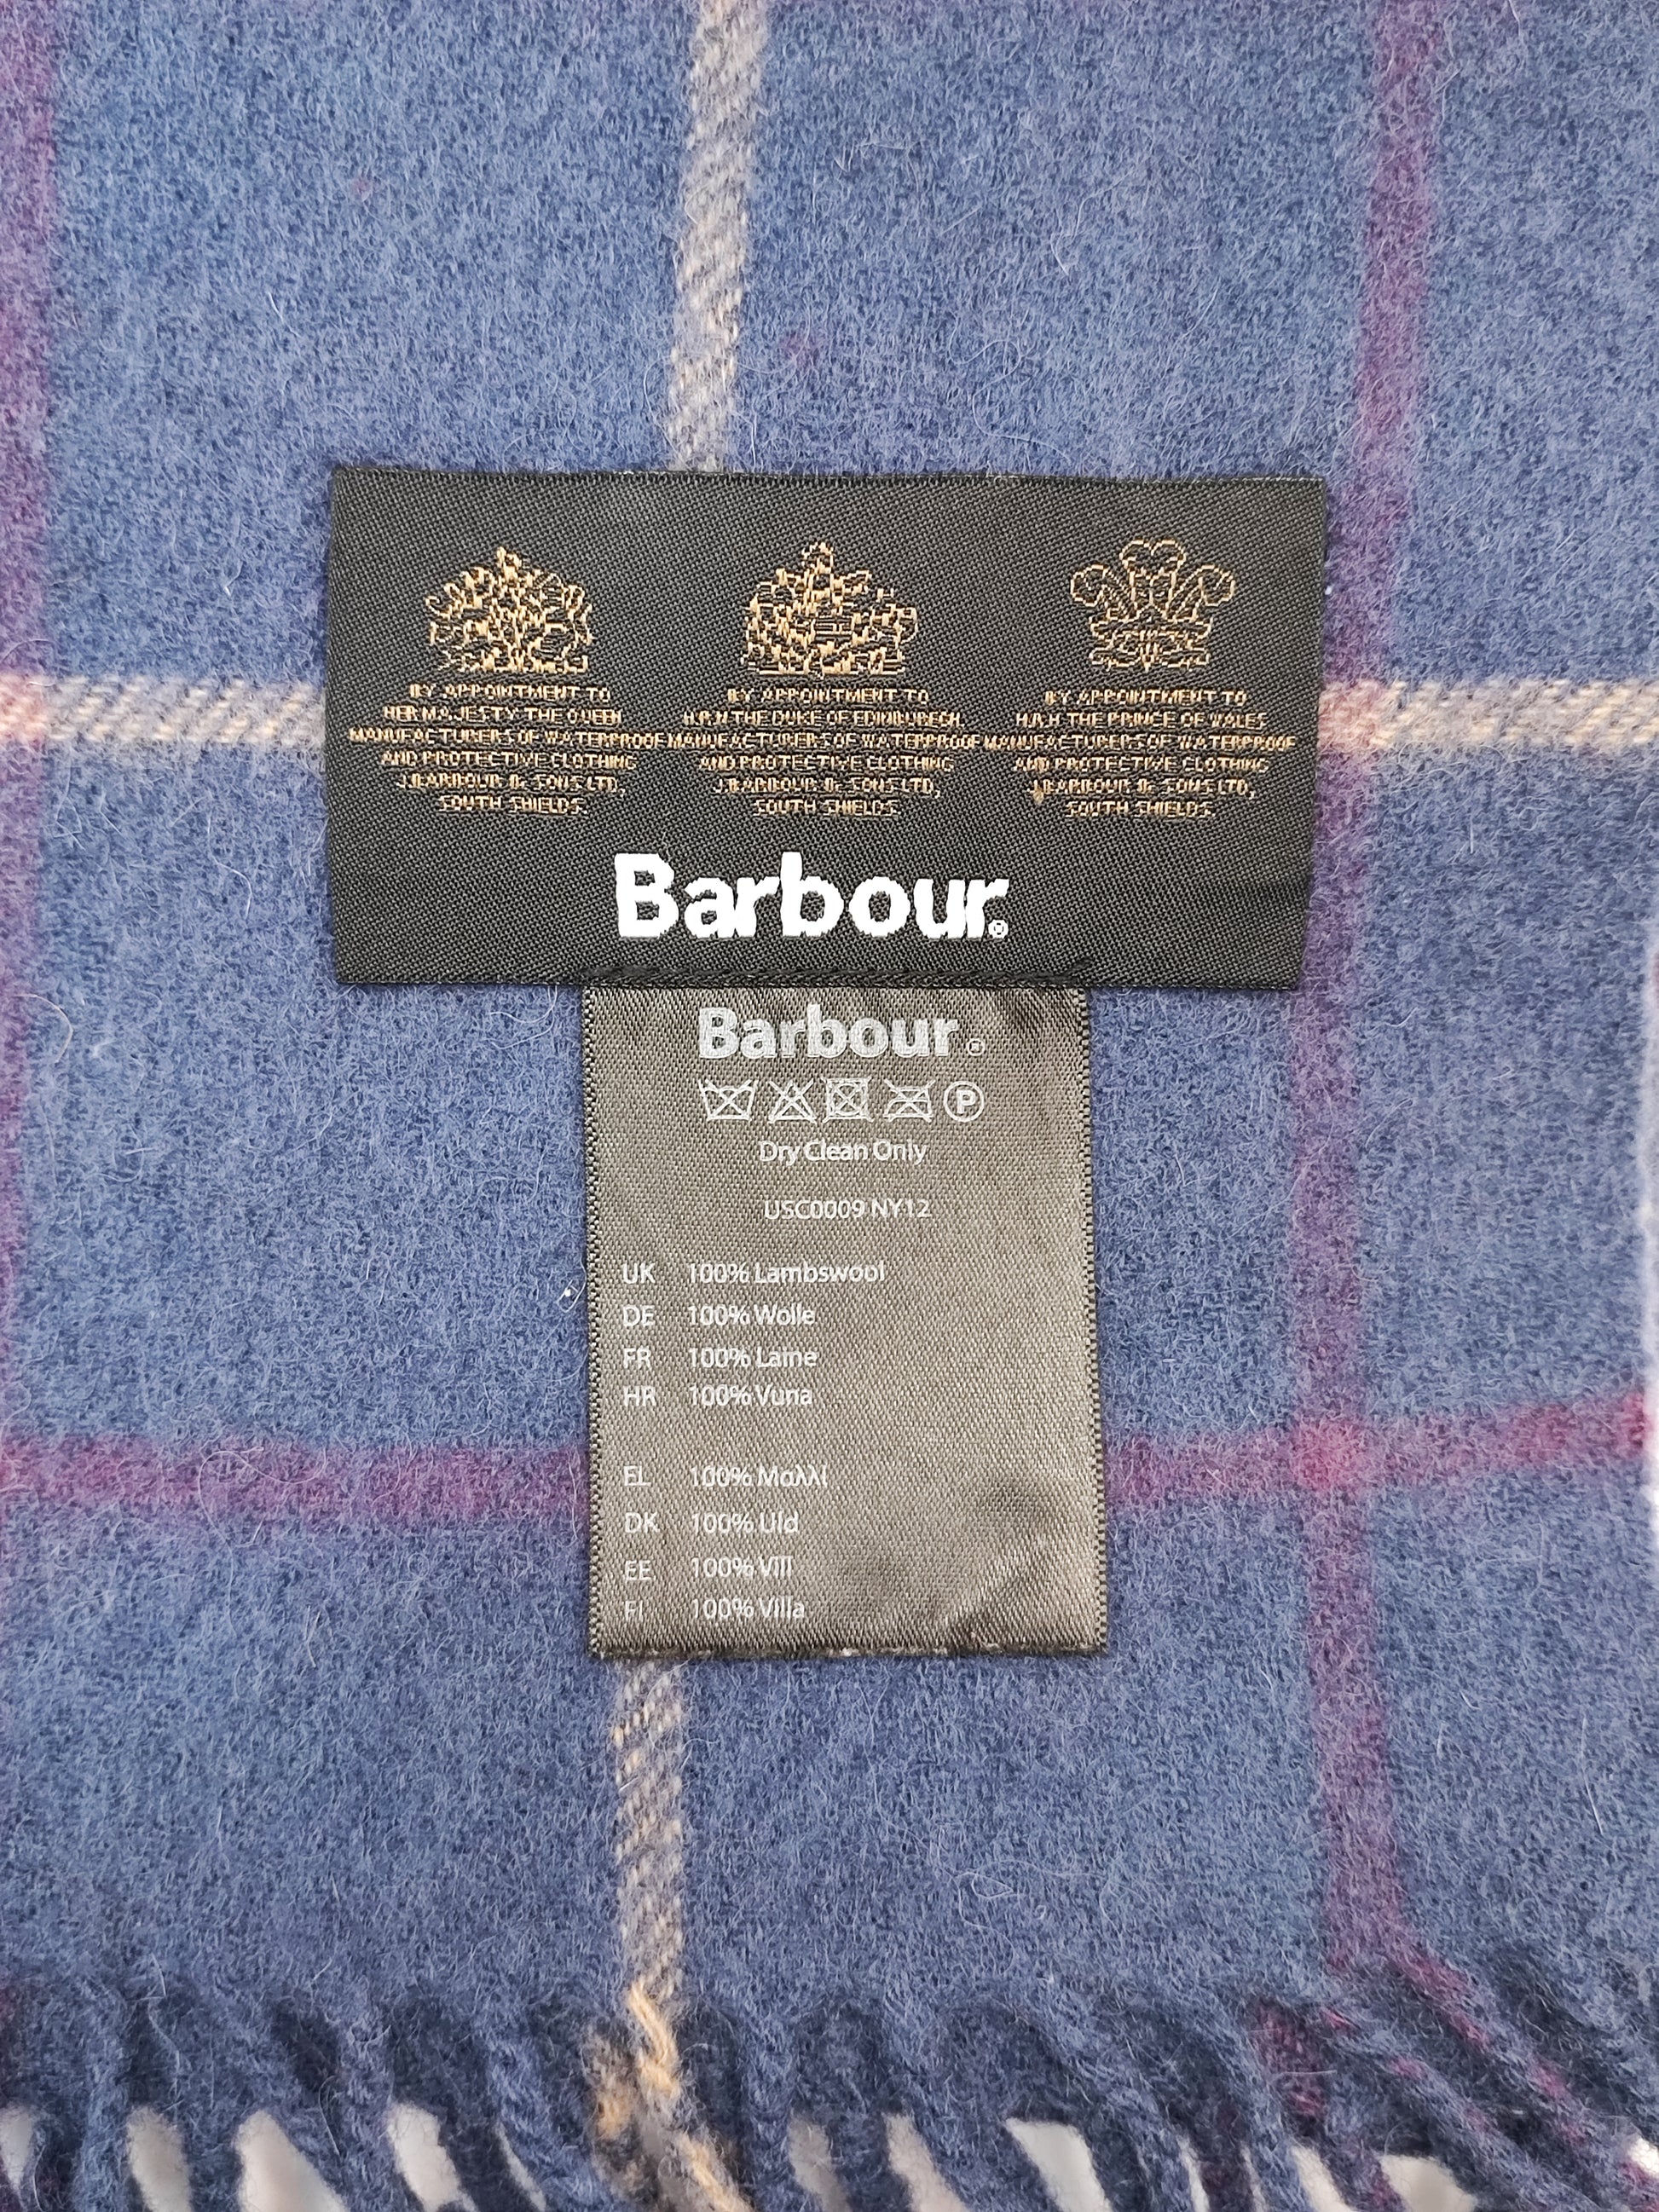 BY APPOINTMENT TO
HER MAJESTY THE QUEEN
MANUFACTURERS OF WATERPROOF
AND PROTECTIVE CLOTHING
J.BARBOUR & SONS LTD,
SOUTH SHIELDS.
BY APPOINTMENT TO
H.R.H THE DUKE OF EDINBURGH
MANUFACTURERS OF WATERPROOF
AND PROTECTIVE CLOTHING
J.BARBOUR & SONS LTD,
SOUTH SHIELDS.
BY APPOINTMENT TO
H.R.H THE PRINCE OF WALES
MANUFACTURERS OF WATERPROOF
AND PROTECTIVE CLOTHING
J.BARBOUR & SONS LTD,
SOUTH SHIELDS.
Barbour®
Barbour®
P
Dry Clean Only
USC0009 NY12
UK 100% Lambswool
DE 100% Wolle
FR 100% Laine
HR 100% Vuna
EL 100% Μαλλί
DK 100% Uld
EE 100% Vill
FI 100% Villa